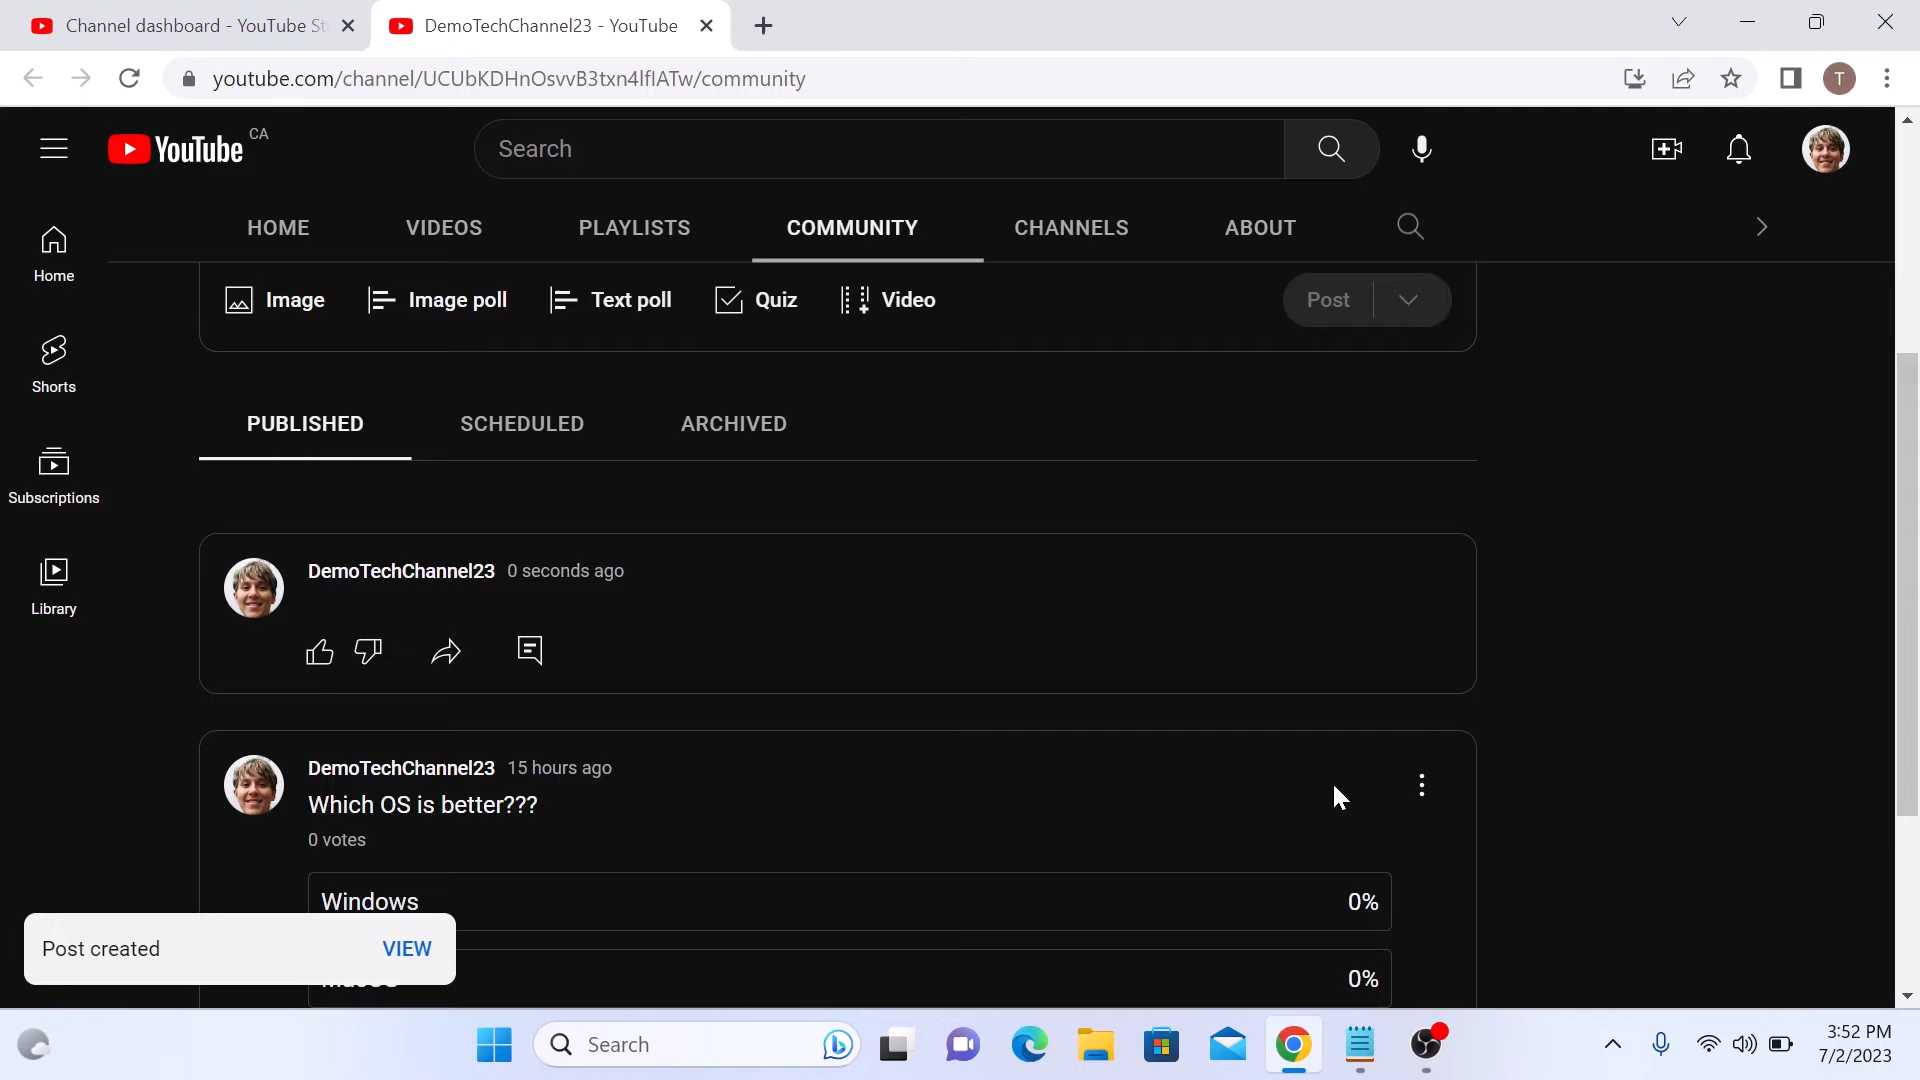 Channel dashboard - YouTube St
DemoTechChannel23 - YouTube
youtube.com/channel/UCUbKDHnOsvvB3txn4lflATw/community
T
YouTube CA
Search
HOME VIDEOS PLAYLISTS COMMUNITY CHANNELS ABOUT
Home
Shorts
Subscriptions
Library
Image Image poll Text poll Quiz Video Post
PUBLISHED SCHEDULED ARCHIVED
DemoTechChannel23 0 seconds ago
DemoTechChannel23 15 hours ago
Which OS is better???
0 votes
Windows 0%
0%
Post created VIEW
Search
3:52 PM
7/2/2023